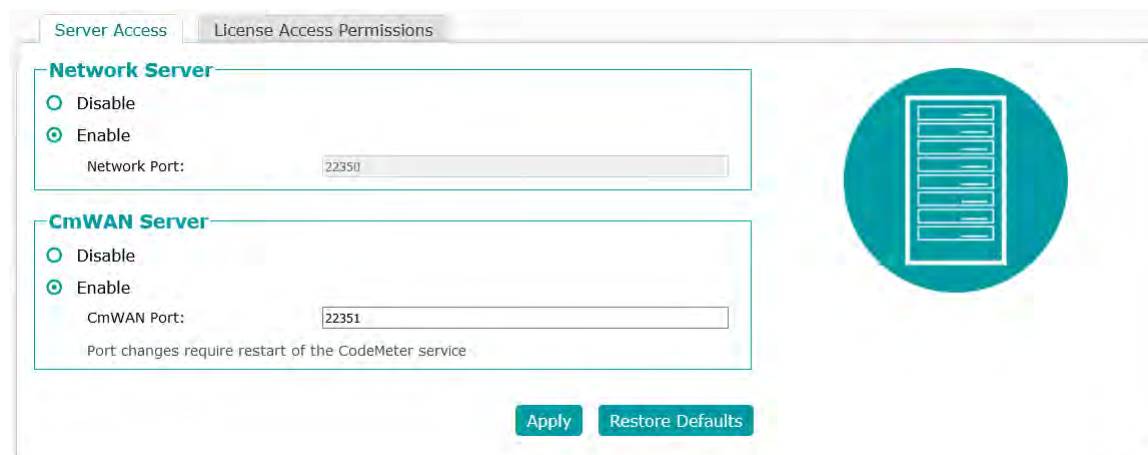 Server Access
License Access Permissions
Network Server
Disable
Enable
Network Port: 22350
CmWAN Server
Disable
Enable
CmWAN Port: 22351
Port changes require restart of the CodeMeter service
Apply
Restore Defaults